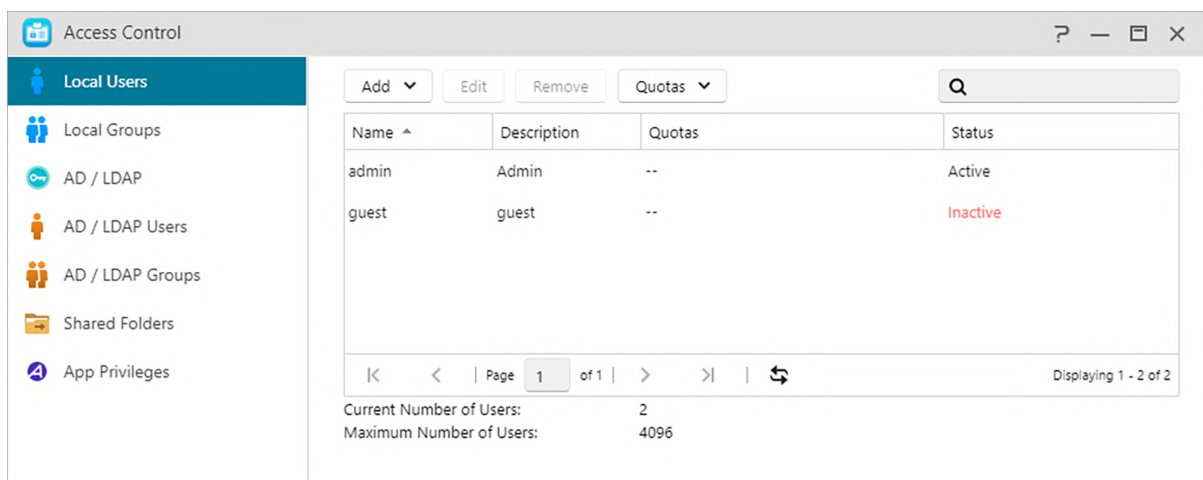 Access Control
Local Users
Local Groups
AD / LDAP
AD / LDAP Users
AD / LDAP Groups
Shared Folders
App Privileges
Add Edit Remove Quotas
Name Description Quotas Status
admin Admin -- Active
guest guest -- Inactive
Page 1 of 1 Displaying 1 - 2 of 2
Current Number of Users: 2
Maximum Number of Users: 4096